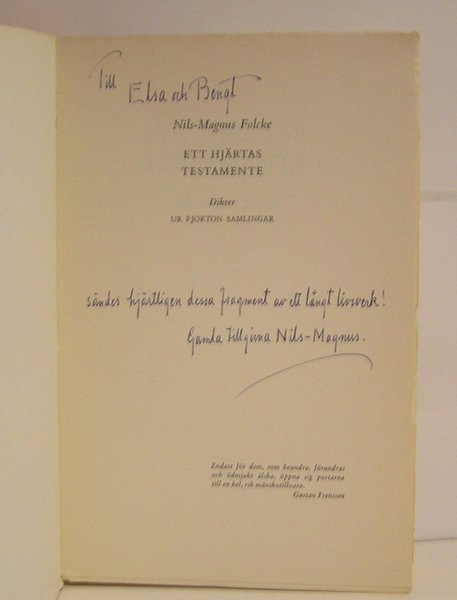 Till
Elsa och Bengt
Nils-Magnus Folcke
ETT HJÄRTAS
TESTAMENTE
Dikter
UR FJORTON SAMLINGAR
sändes hjärtligen dessa fragment av ett långt livsverk!
Gamla tillgivna Nils-Magnus.
Endast för dem, som beundra, förundras
och ödmjukt älska, öppna sig portarna
till en hel, rik människotillvaro.
Gustav Frenssen